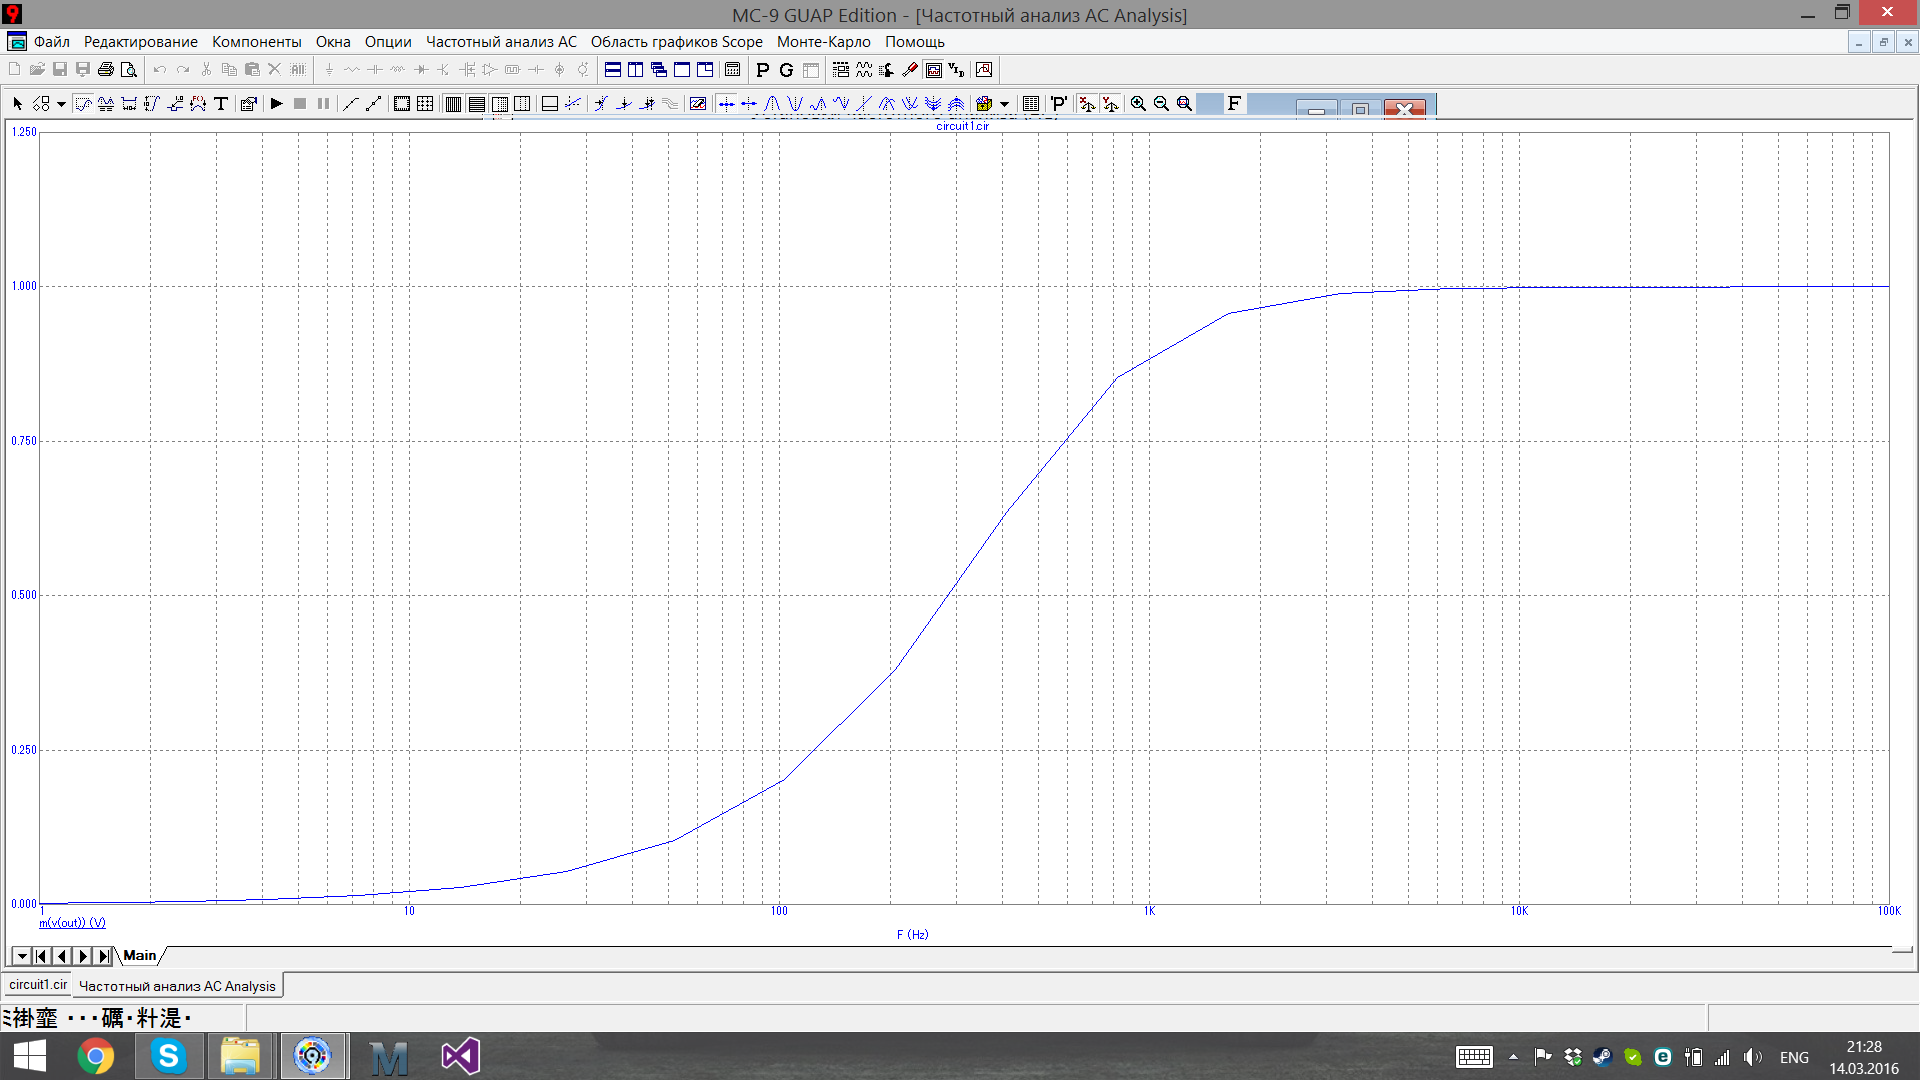 MC-9 GUAP Edition - [Частотный анализ AC Analysis]
Файл Редактирование Компоненты Окна Опции Частотный анализ AC Область графиков Scope Монте-Карло Помощь
circuit1.cir
1.250
1.000
0.750
0.500
0.250
0.000
1 10 100 1K 10K 100K
m(v(out)) (V)
F (Hz)
Main
circuit1.cir Частотный анализ AC Analysis
ENG
21:28
14.03.2016